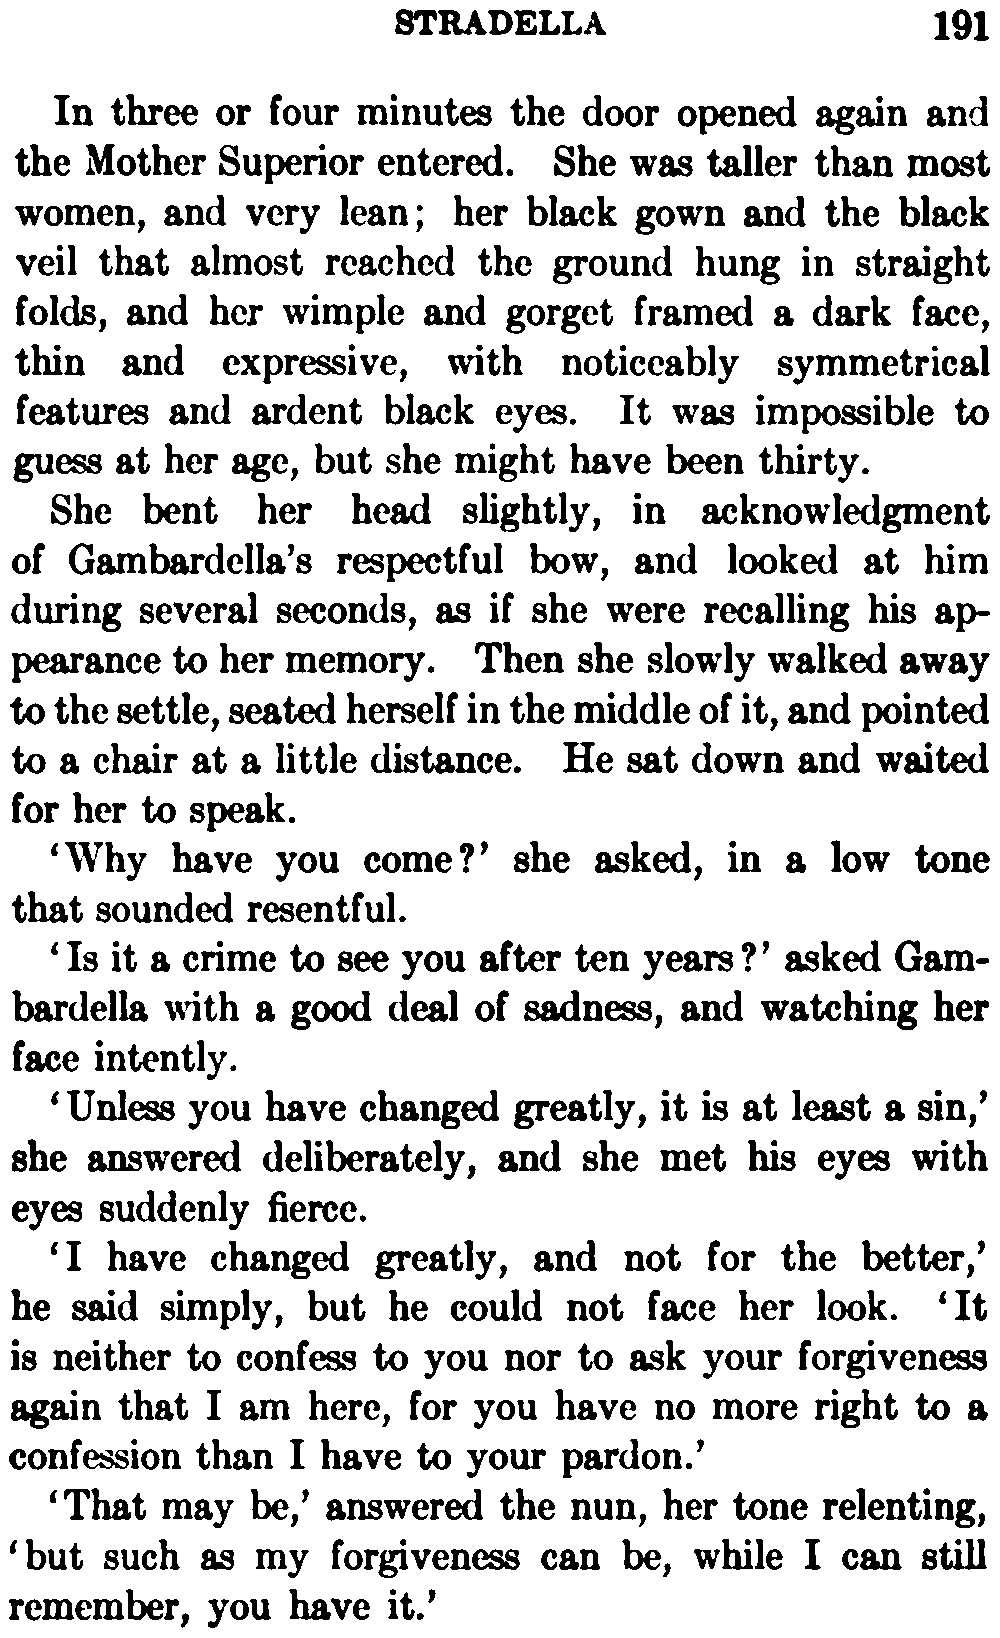 STRADELLA 191
In three or four minutes the door opened again and
the Mother Superior entered. She was taller than most
women, and very lean; her black gown and the black
veil that almost reached the ground hung in straight
folds, and her wimple and gorget framed a dark face,
thin and expressive, with noticeably symmetrical
features and ardent black eyes. It was impossible to
guess at her age, but she might have been thirty.
She bent her head slightly, in acknowledgment
of Gambardella's respectful bow, and looked at him
during several seconds, as if she were recalling his ap-
pearance to her memory. Then she slowly walked away
to the settle, seated herself in the middle of it, and pointed
to a chair at a little distance. He sat down and waited
for her to speak.
‘Why have you come?’ she asked, in a low tone
that sounded resentful.
‘Is it a crime to see you after ten years?’ asked Gam-
bardella with a good deal of sadness, and watching her
face intently.
‘Unless you have changed greatly, it is at least a sin,’
she answered deliberately, and she met his eyes with
eyes suddenly fierce.
‘I have changed greatly, and not for the better,’
he said simply, but he could not face her look. ‘It
is neither to confess to you nor to ask your forgiveness
again that I am here, for you have no more right to a
confession than I have to your pardon.’
‘That may be,’ answered the nun, her tone relenting,
‘but such as my forgiveness can be, while I can still
remember, you have it.’